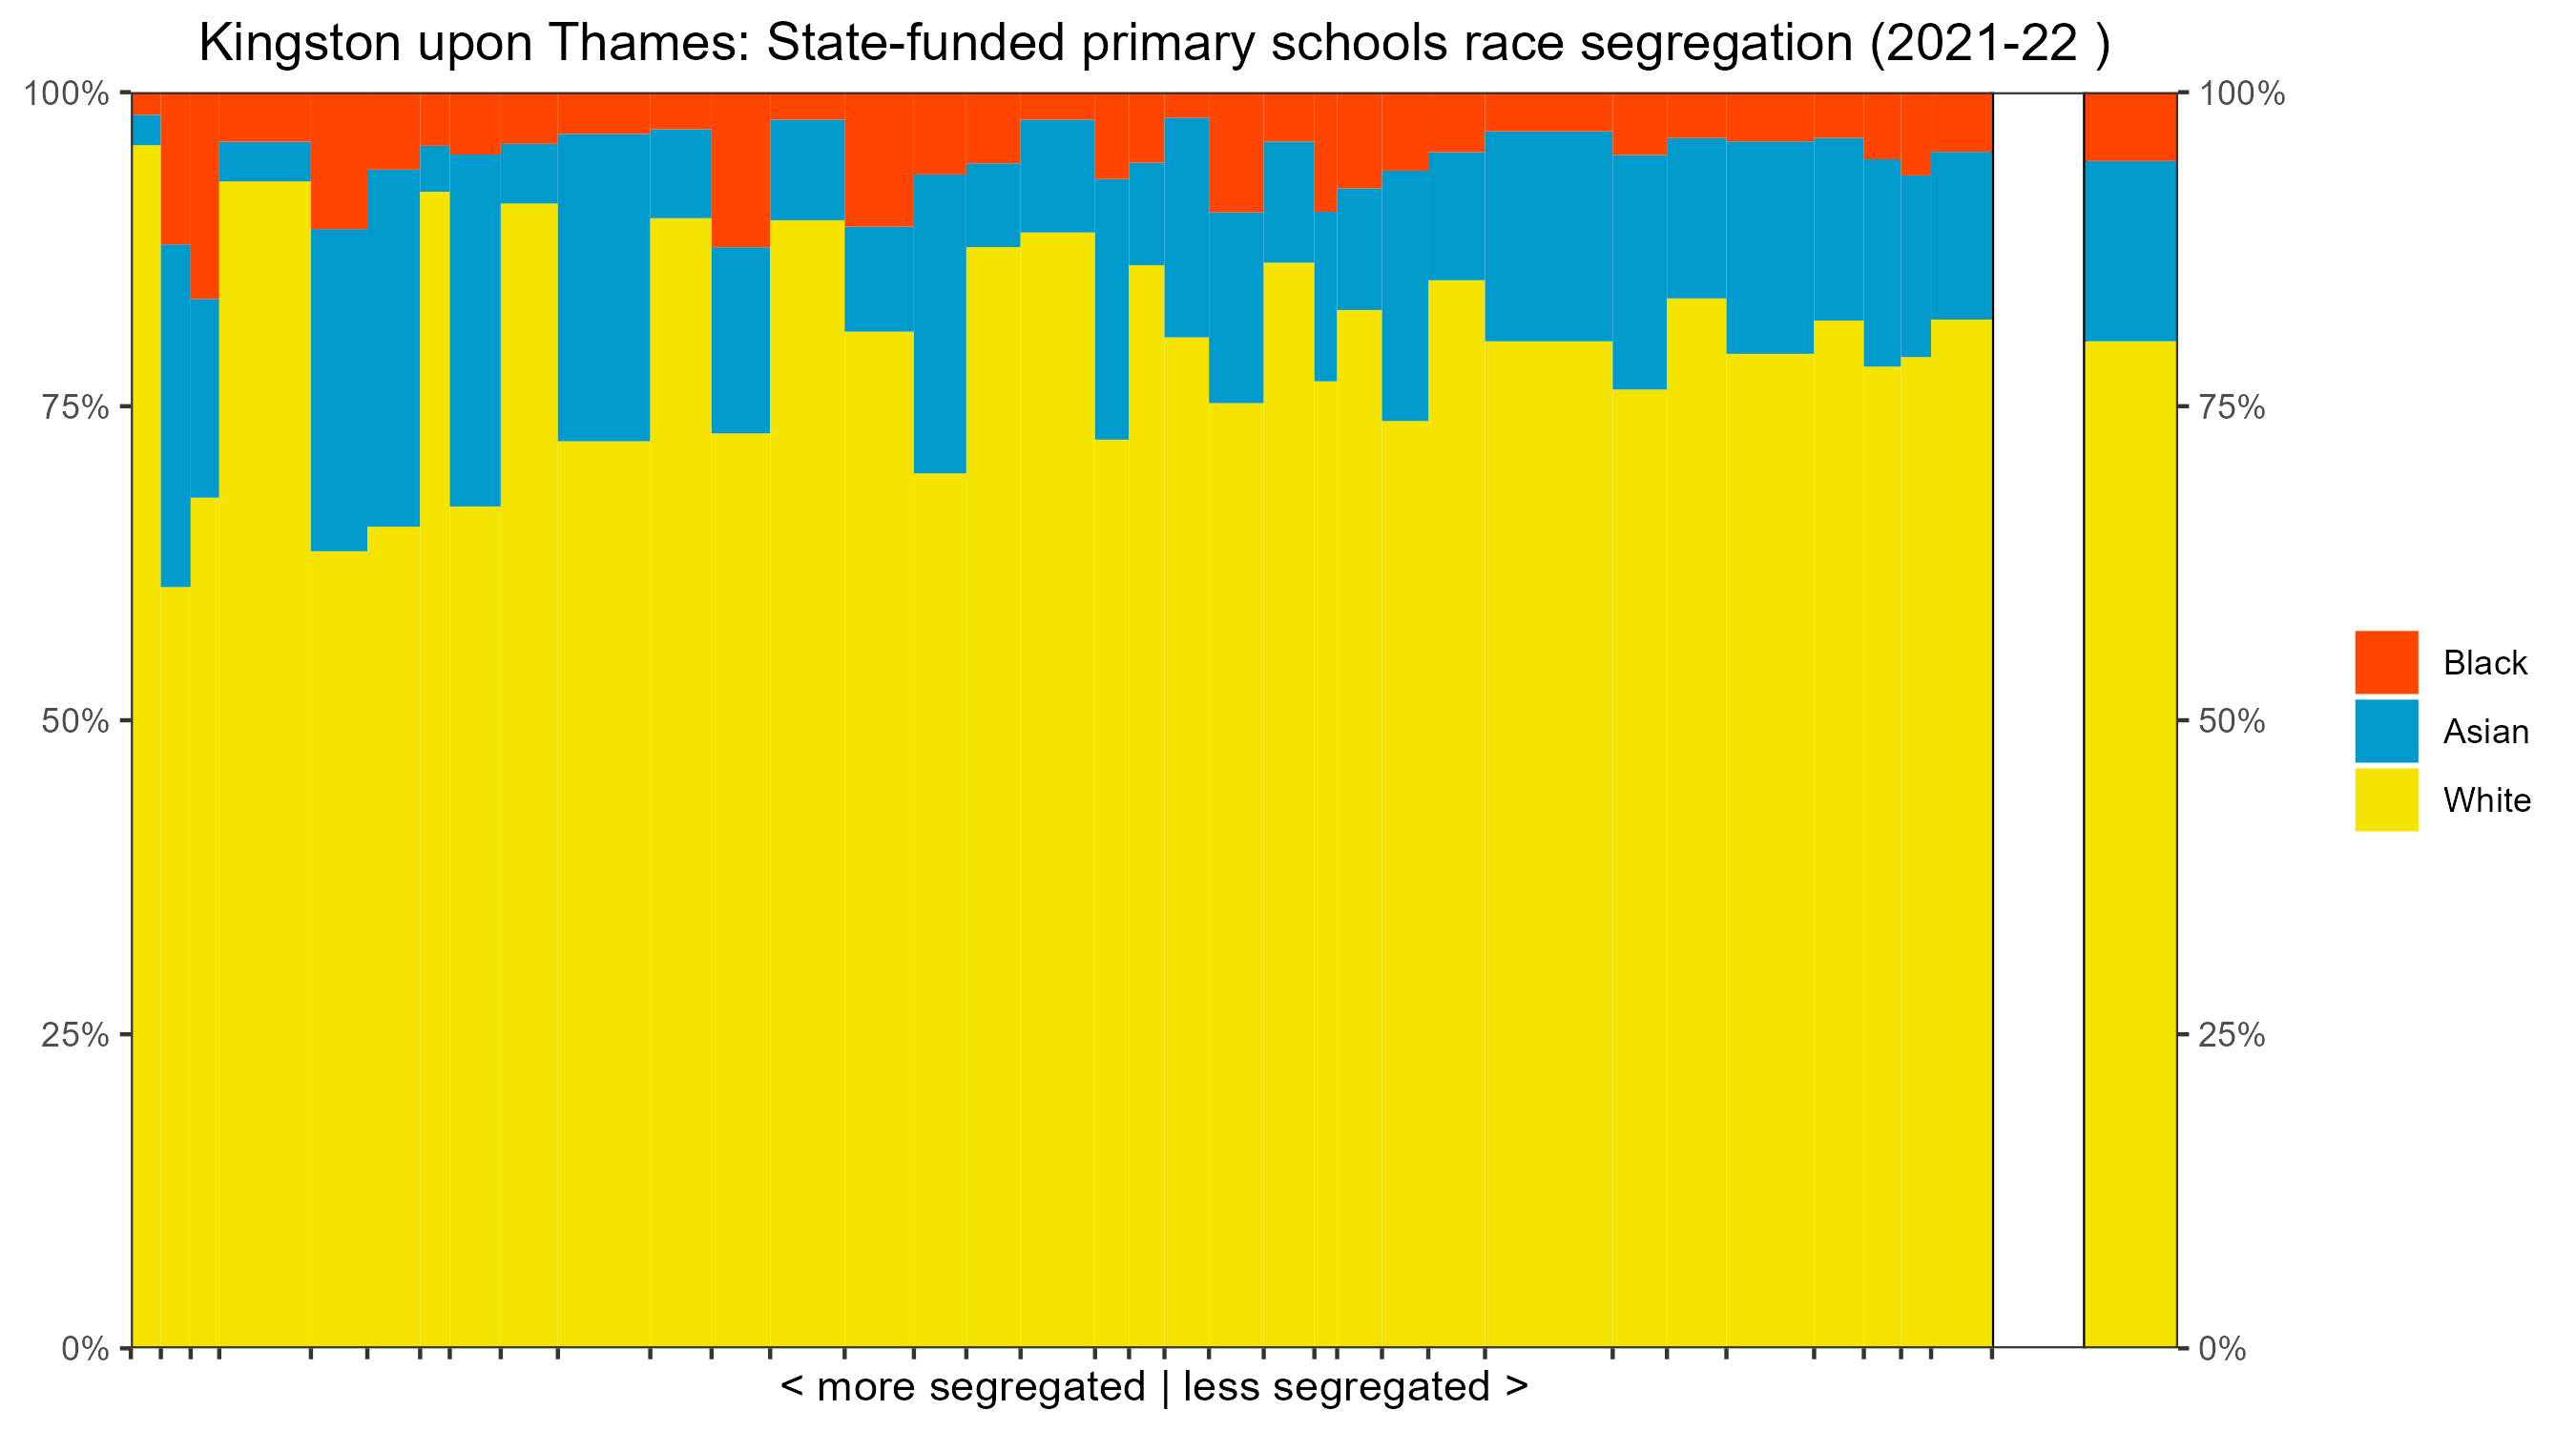 Kingston upon Thames: State-funded primary schools race segregation (2021-22 )
100%
75%
50%
25%
0%
100%
75%
50%
25%
0%
Black
Asian
White
< more segregated | less segregated >